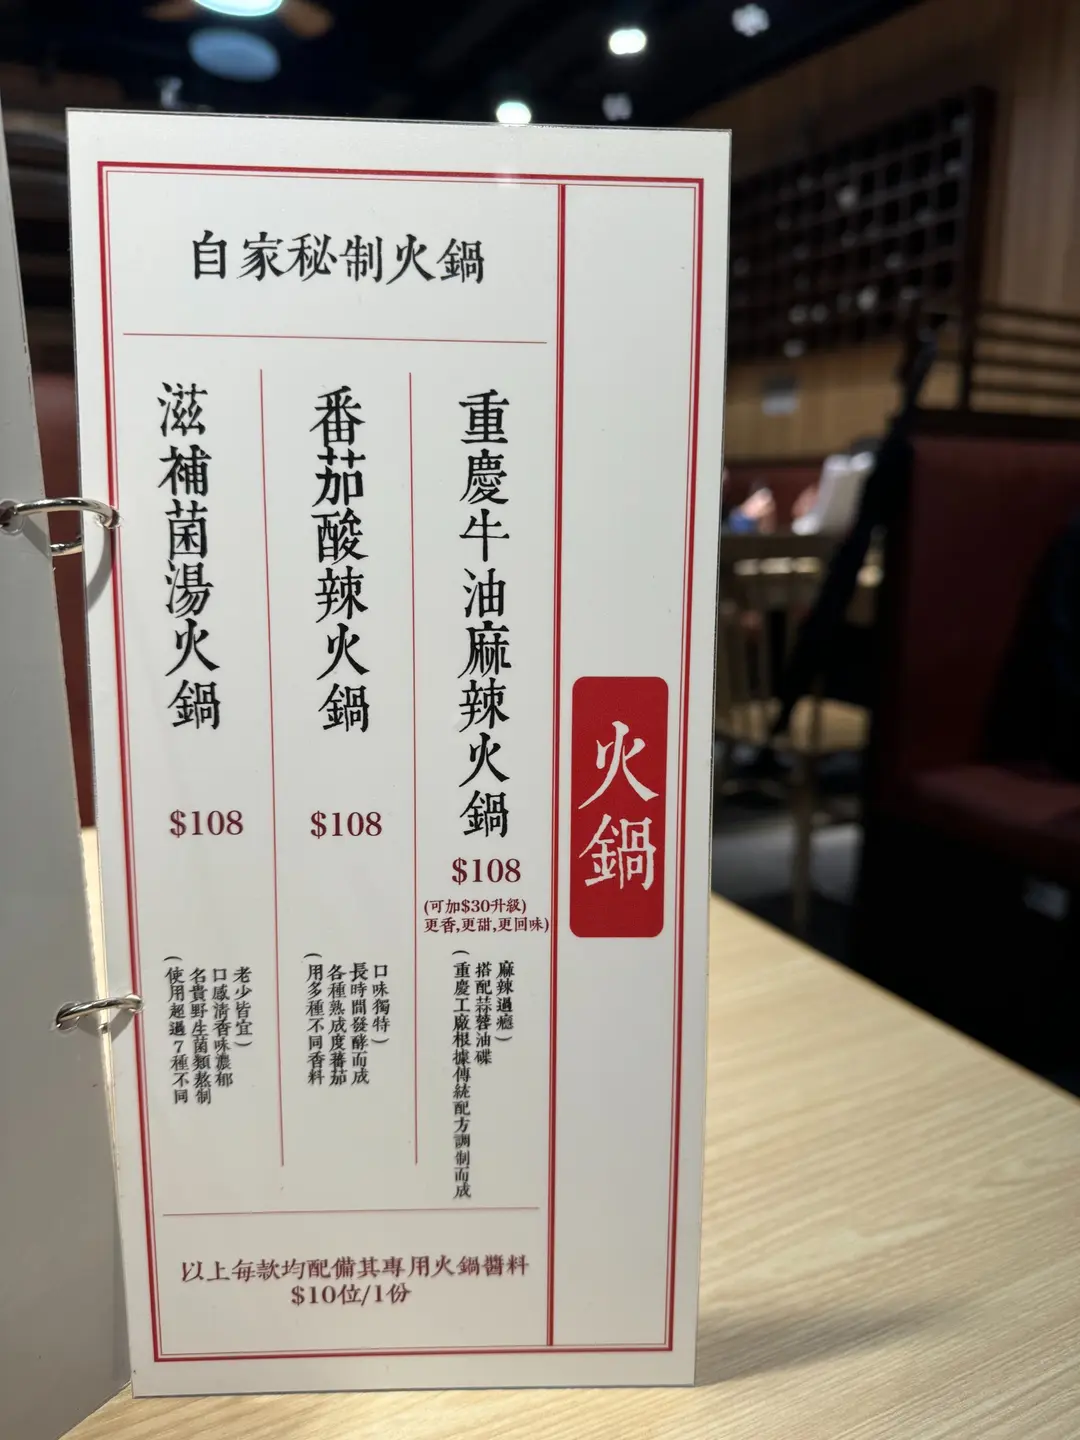 火鍋
自家秘制火鍋
重慶牛油麻辣火鍋
$108
(可加$30升級)
更香,更甜,更回味)
(重慶工廠根據傳統配方調制而成
搭配蒜蓉油碟
麻辣過癮)
番茄酸辣火鍋
$108
(用多種不同香料
各種熟成度蕃茄
長時間發酵而成
口味獨特)
滋補菌湯火鍋
$108
(使用超過7種不同
名貴野生菌類熬制
口感清香味濃郁
老少皆宜)
以上每款均配備其專用火鍋醬料
$10位/1份